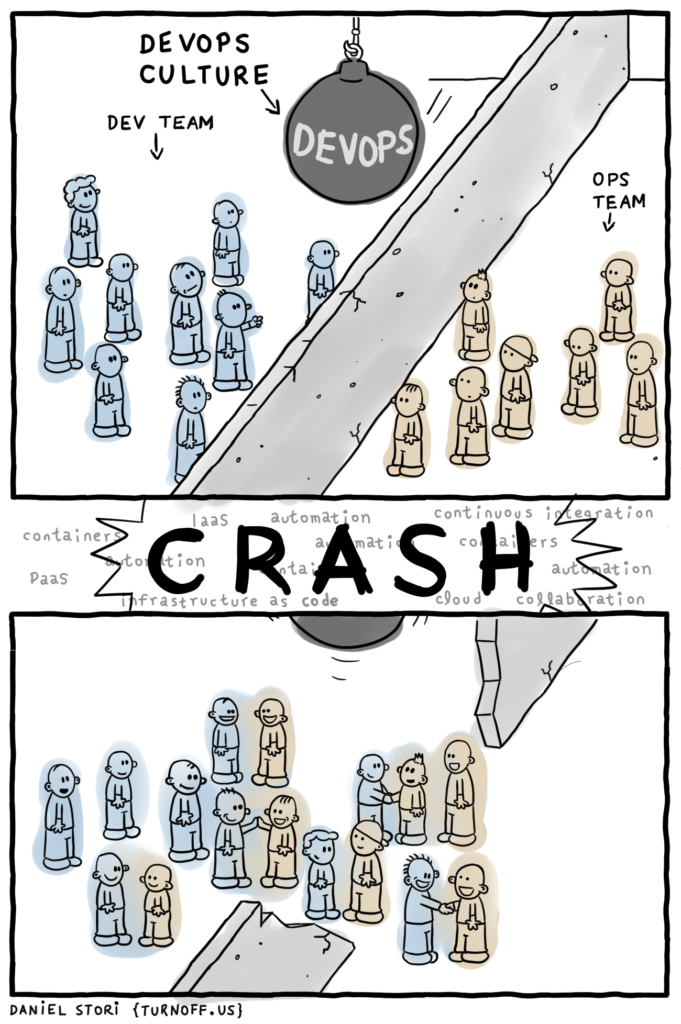 DEVOPS
CULTURE
DEV TEAM
DEVOPS
OPS
TEAM
containers
IaaS
automation
continuous integration
PaaS
automation
CRASH
containers
automation
infrastructure as code
cloud
collaboration
DANIEL STORI {TURNOFF.US}